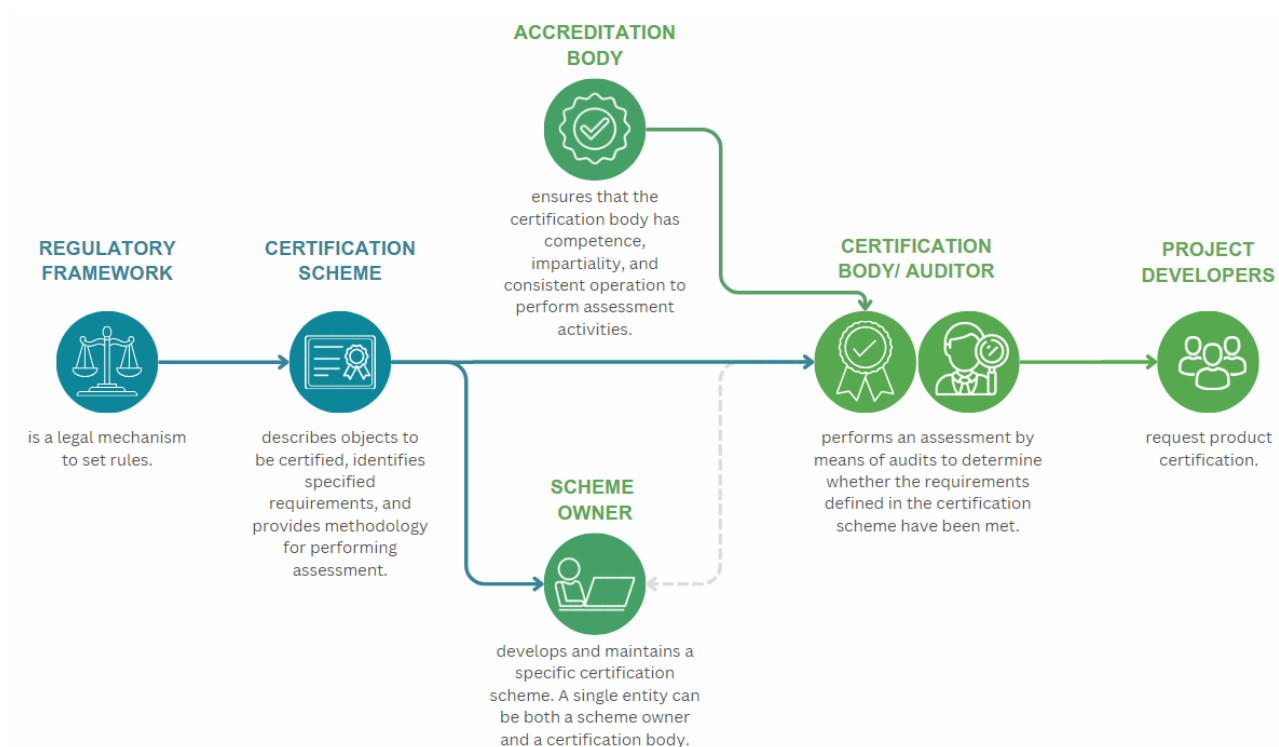 ACCREDITATION
BODY
ensures that the
certification body has
competence,
impartiality, and
consistent operation to
perform assessment
activities.
REGULATORY
FRAMEWORK
is a legal mechanism
to set rules.
CERTIFICATION
SCHEME
describes objects to
be certified, identifies
specified
requirements, and
provides methodology
for performing
assessment.
SCHEME
OWNER
develops and maintains a
specific certification
scheme. A single entity can
be both a scheme owner
and a certification body.
CERTIFICATION
BODY/ AUDITOR
performs an assessment by
means of audits to determine
whether the requirements
defined in the certification
scheme have been met.
PROJECT
DEVELOPERS
request product
certification.